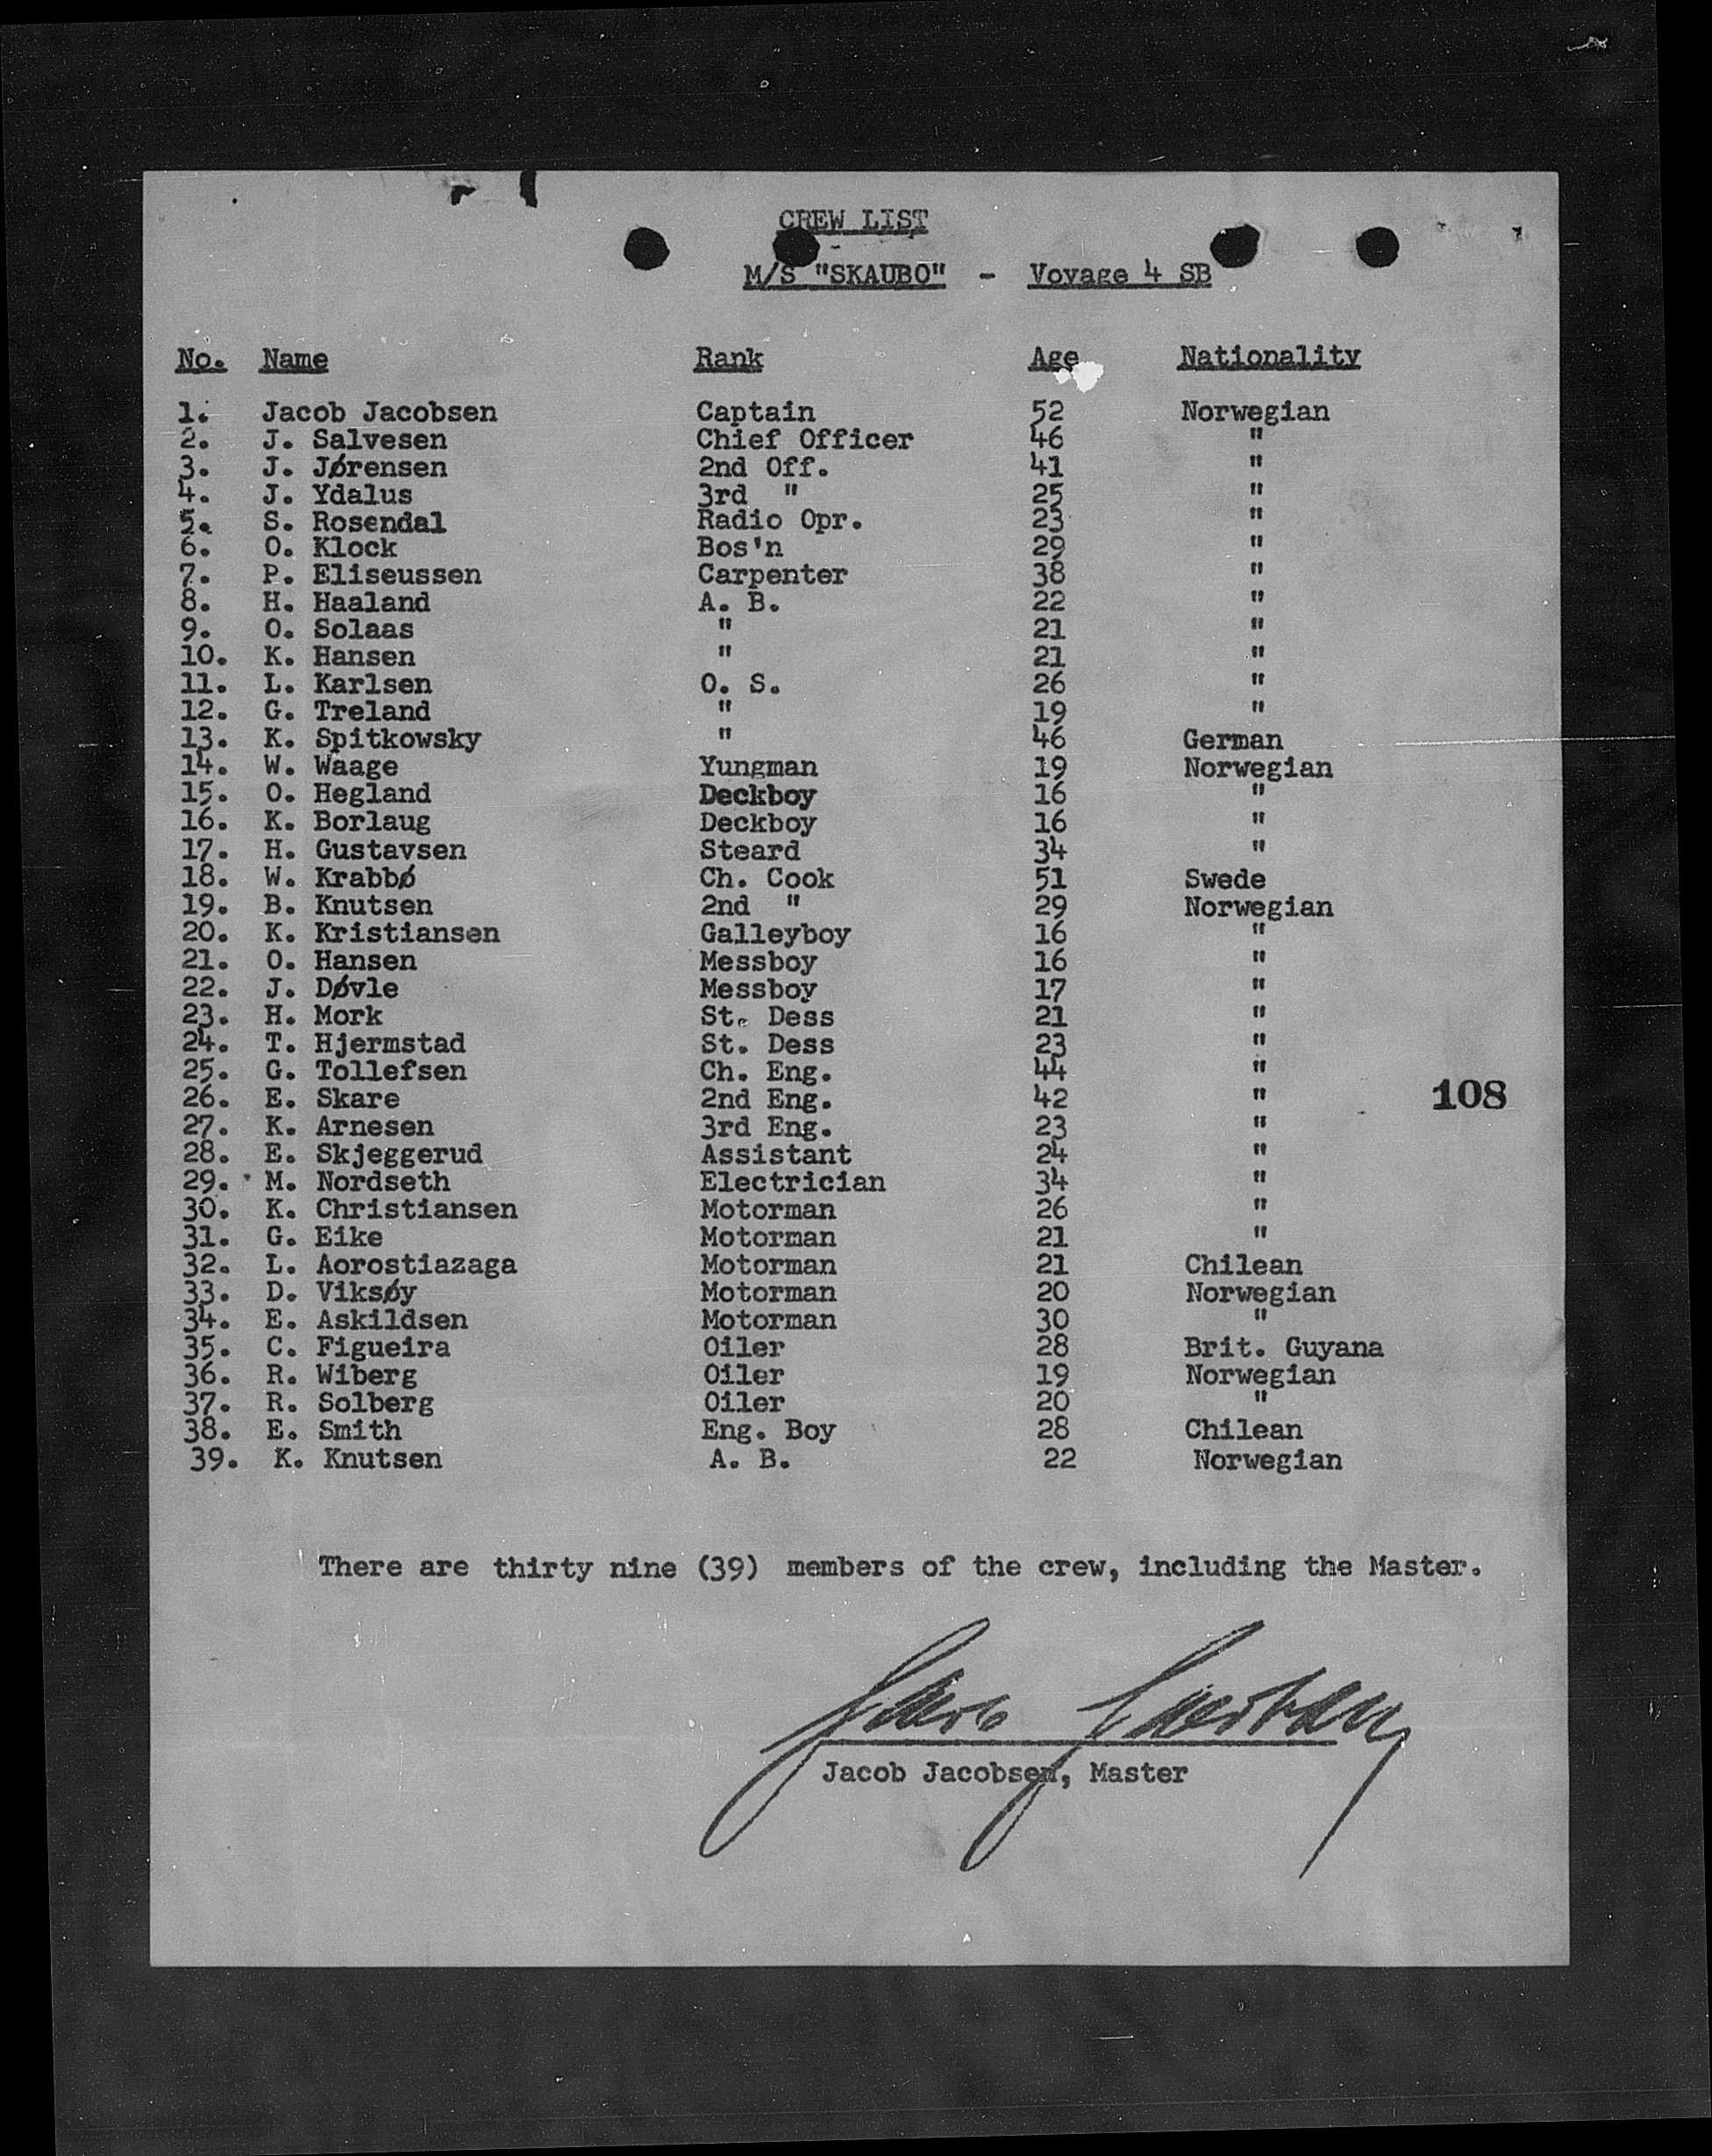 CREW LIST
M/S "SKAUBO" - Voyage 4 SB
No. Name Rank Age Nationality
1. Jacob Jacobsen Captain 52 Norwegian
2. J. Salvesen Chief Officer 46 "
3. J. Jørensen 2nd Off. 41 "
4. J. Ydalus 3rd " 25 "
5. S. Rosendal Radio Opr. 23 "
6. O. Klock Bos'n 29 "
7. P. Eliseussen Carpenter 38 "
8. H. Haaland A. B. 22 "
9. O. Solaas " 21 "
10. K. Hansen " 21 "
11. L. Karlsen O. S. 26 "
12. G. Treland " 19 "
13. K. Spitkowsky " 46 German
14. W. Waage Yungman 19 Norwegian
15. O. Hegland Deckboy 16 "
16. K. Borlaug Deckboy 16 "
17. H. Gustavsen Steard 34 "
18. W. Krabbø Ch. Cook 51 Swede
19. B. Knutsen 2nd " 29 Norwegian
20. K. Kristiansen Galleyboy 16 "
21. O. Hansen Messboy 16 "
22. J. Døvle Messboy 17 "
23. H. Mork St. Dess 21 "
24. T. Hjermstad St. Dess 23 "
25. G. Tollefsen Ch. Eng. 44 "
26. E. Skare 2nd Eng. 42 " 108
27. K. Arnesen 3rd Eng. 23 "
28. E. Skjeggerud Assistant 24 "
29. M. Nordseth Electrician 34 "
30. K. Christiansen Motorman 26 "
31. G. Eike Motorman 21 "
32. L. Aorostiazaga Motorman 21 Chilean
33. D. Viksøy Motorman 20 Norwegian
34. E. Askildsen Motorman 30 "
35. C. Figueira Oiler 28 Brit. Guyana
36. R. Wiberg Oiler 19 Norwegian
37. R. Solberg Oiler 20 "
38. E. Smith Eng. Boy 28 Chilean
39. K. Knutsen A. B. 22 Norwegian
There are thirty nine (39) members of the crew, including the Master.
Jacob Jacobsen
Jacob Jacobsen, Master